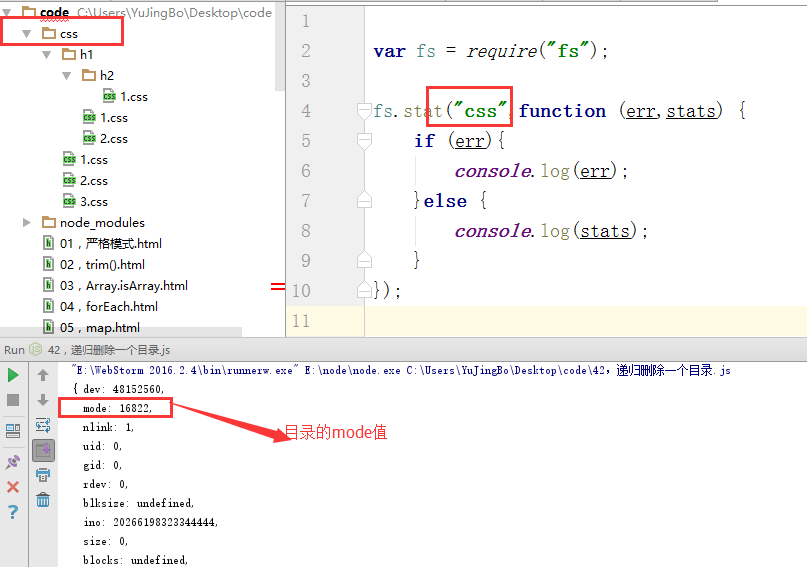 code C:\Users\YuJingBo\Desktop\code
css
h1
h2
1.css
1.css
2.css
1.css
2.css
3.css
node_modules
01，严格模式.html
02，trim().html
03，Array.isArray.html
04，forEach.html
05，map.html
1
2 var fs = require("fs");
3
4 fs.stat("css",function (err,stats) {
5 if (err){
6 console.log(err);
7 }else {
8 console.log(stats);
9 }
10 });
11
Run 42，递归删除一个目录.js
"E:\WebStorm 2016.2.4\bin\runnerw.exe" E:\node\node.exe C:\Users\YuJingBo\Desktop\code\42，递归删除一个目录.js
{ dev: 48152560,
mode: 16822,
目录的mode值
nlink: 1,
uid: 0,
gid: 0,
rdev: 0,
blksize: undefined,
ino: 20266198323344444,
size: 0,
blocks: undefined,